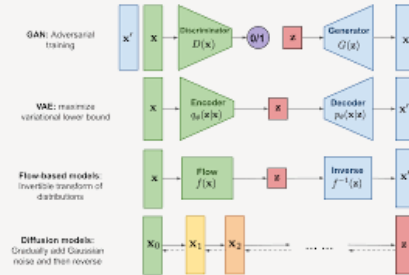 GAN: Adversarial
training
x'
x
Discriminator
D(x)
0/1
z
Generator
G(z)
x
VAE: maximize
variational lower bound
x
Encoder
qφ(z|x)
z
Decoder
pθ(x|z)
x'
Flow-based models:
Invertible transform of
distributions
x
Flow
f(x)
z
Inverse
f⁻¹(z)
x'
Diffusion models:
Gradually add Gaussian
noise and then reverse
x₀
x₁
x₂
... ...
z